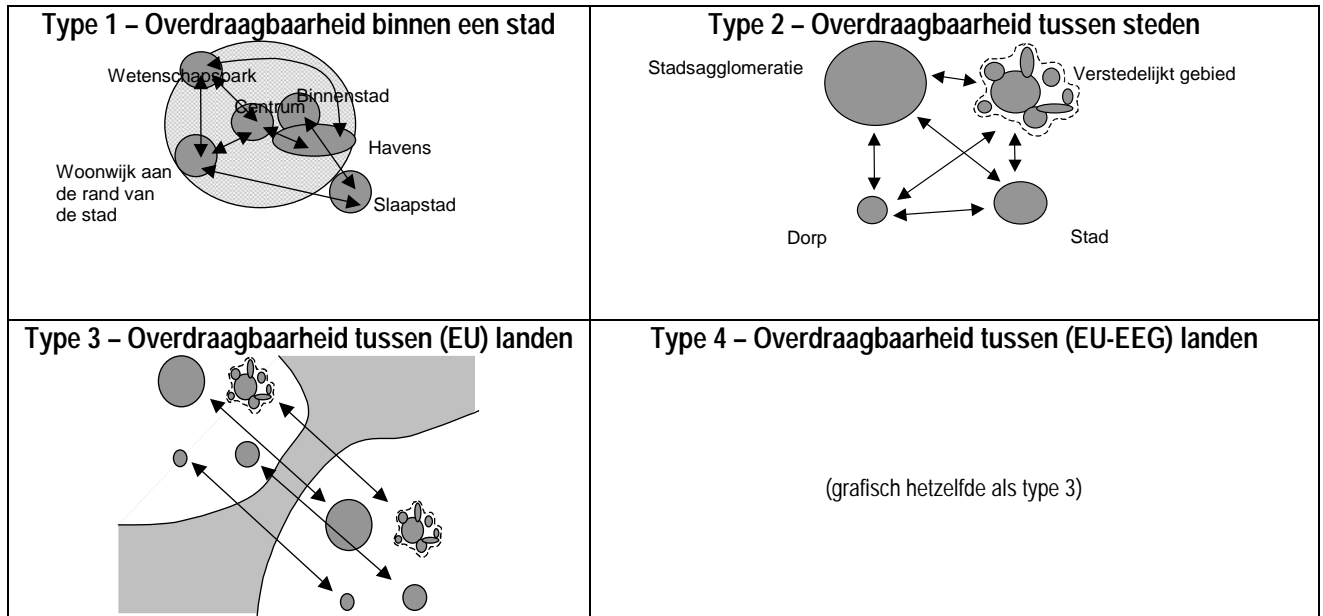 Type 1 – Overdraagbaarheid binnen een stad
Wetenschapspark
Binnenstad
Centrum
Havens
Woonwijk aan
de rand van
de stad
Slaapstad
Type 2 – Overdraagbaarheid tussen steden
Stadsagglomeratie
Verstedelijkt gebied
Dorp
Stad
Type 3 – Overdraagbaarheid tussen (EU) landen
Type 4 – Overdraagbaarheid tussen (EU-EEG) landen
(grafisch hetzelfde als type 3)